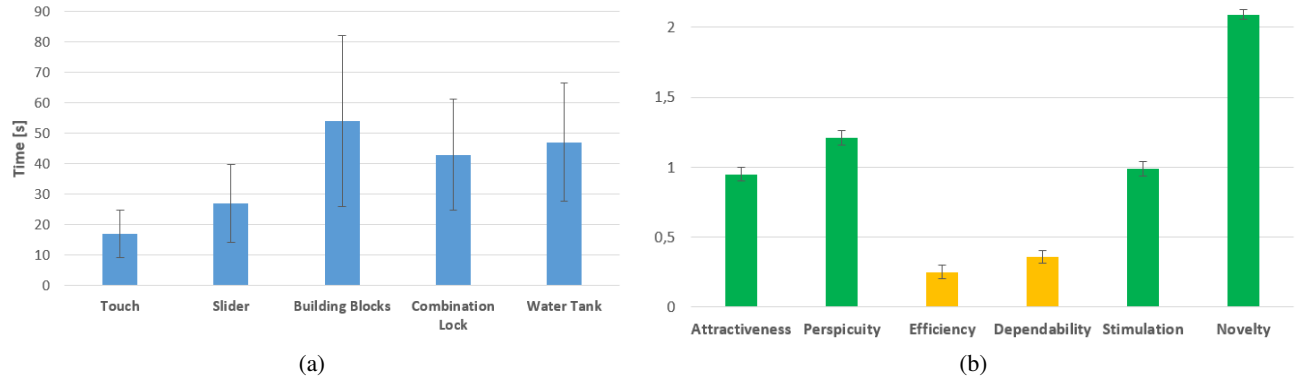 90
80
70
60
50
40
30
20
10
0
Time [s]
Touch
Slider
Building Blocks
Combination
Lock
Water Tank
(a)
2
1,5
1
0,5
0
Attractiveness
Perspicuity
Efficiency
Dependability
Stimulation
Novelty
(b)